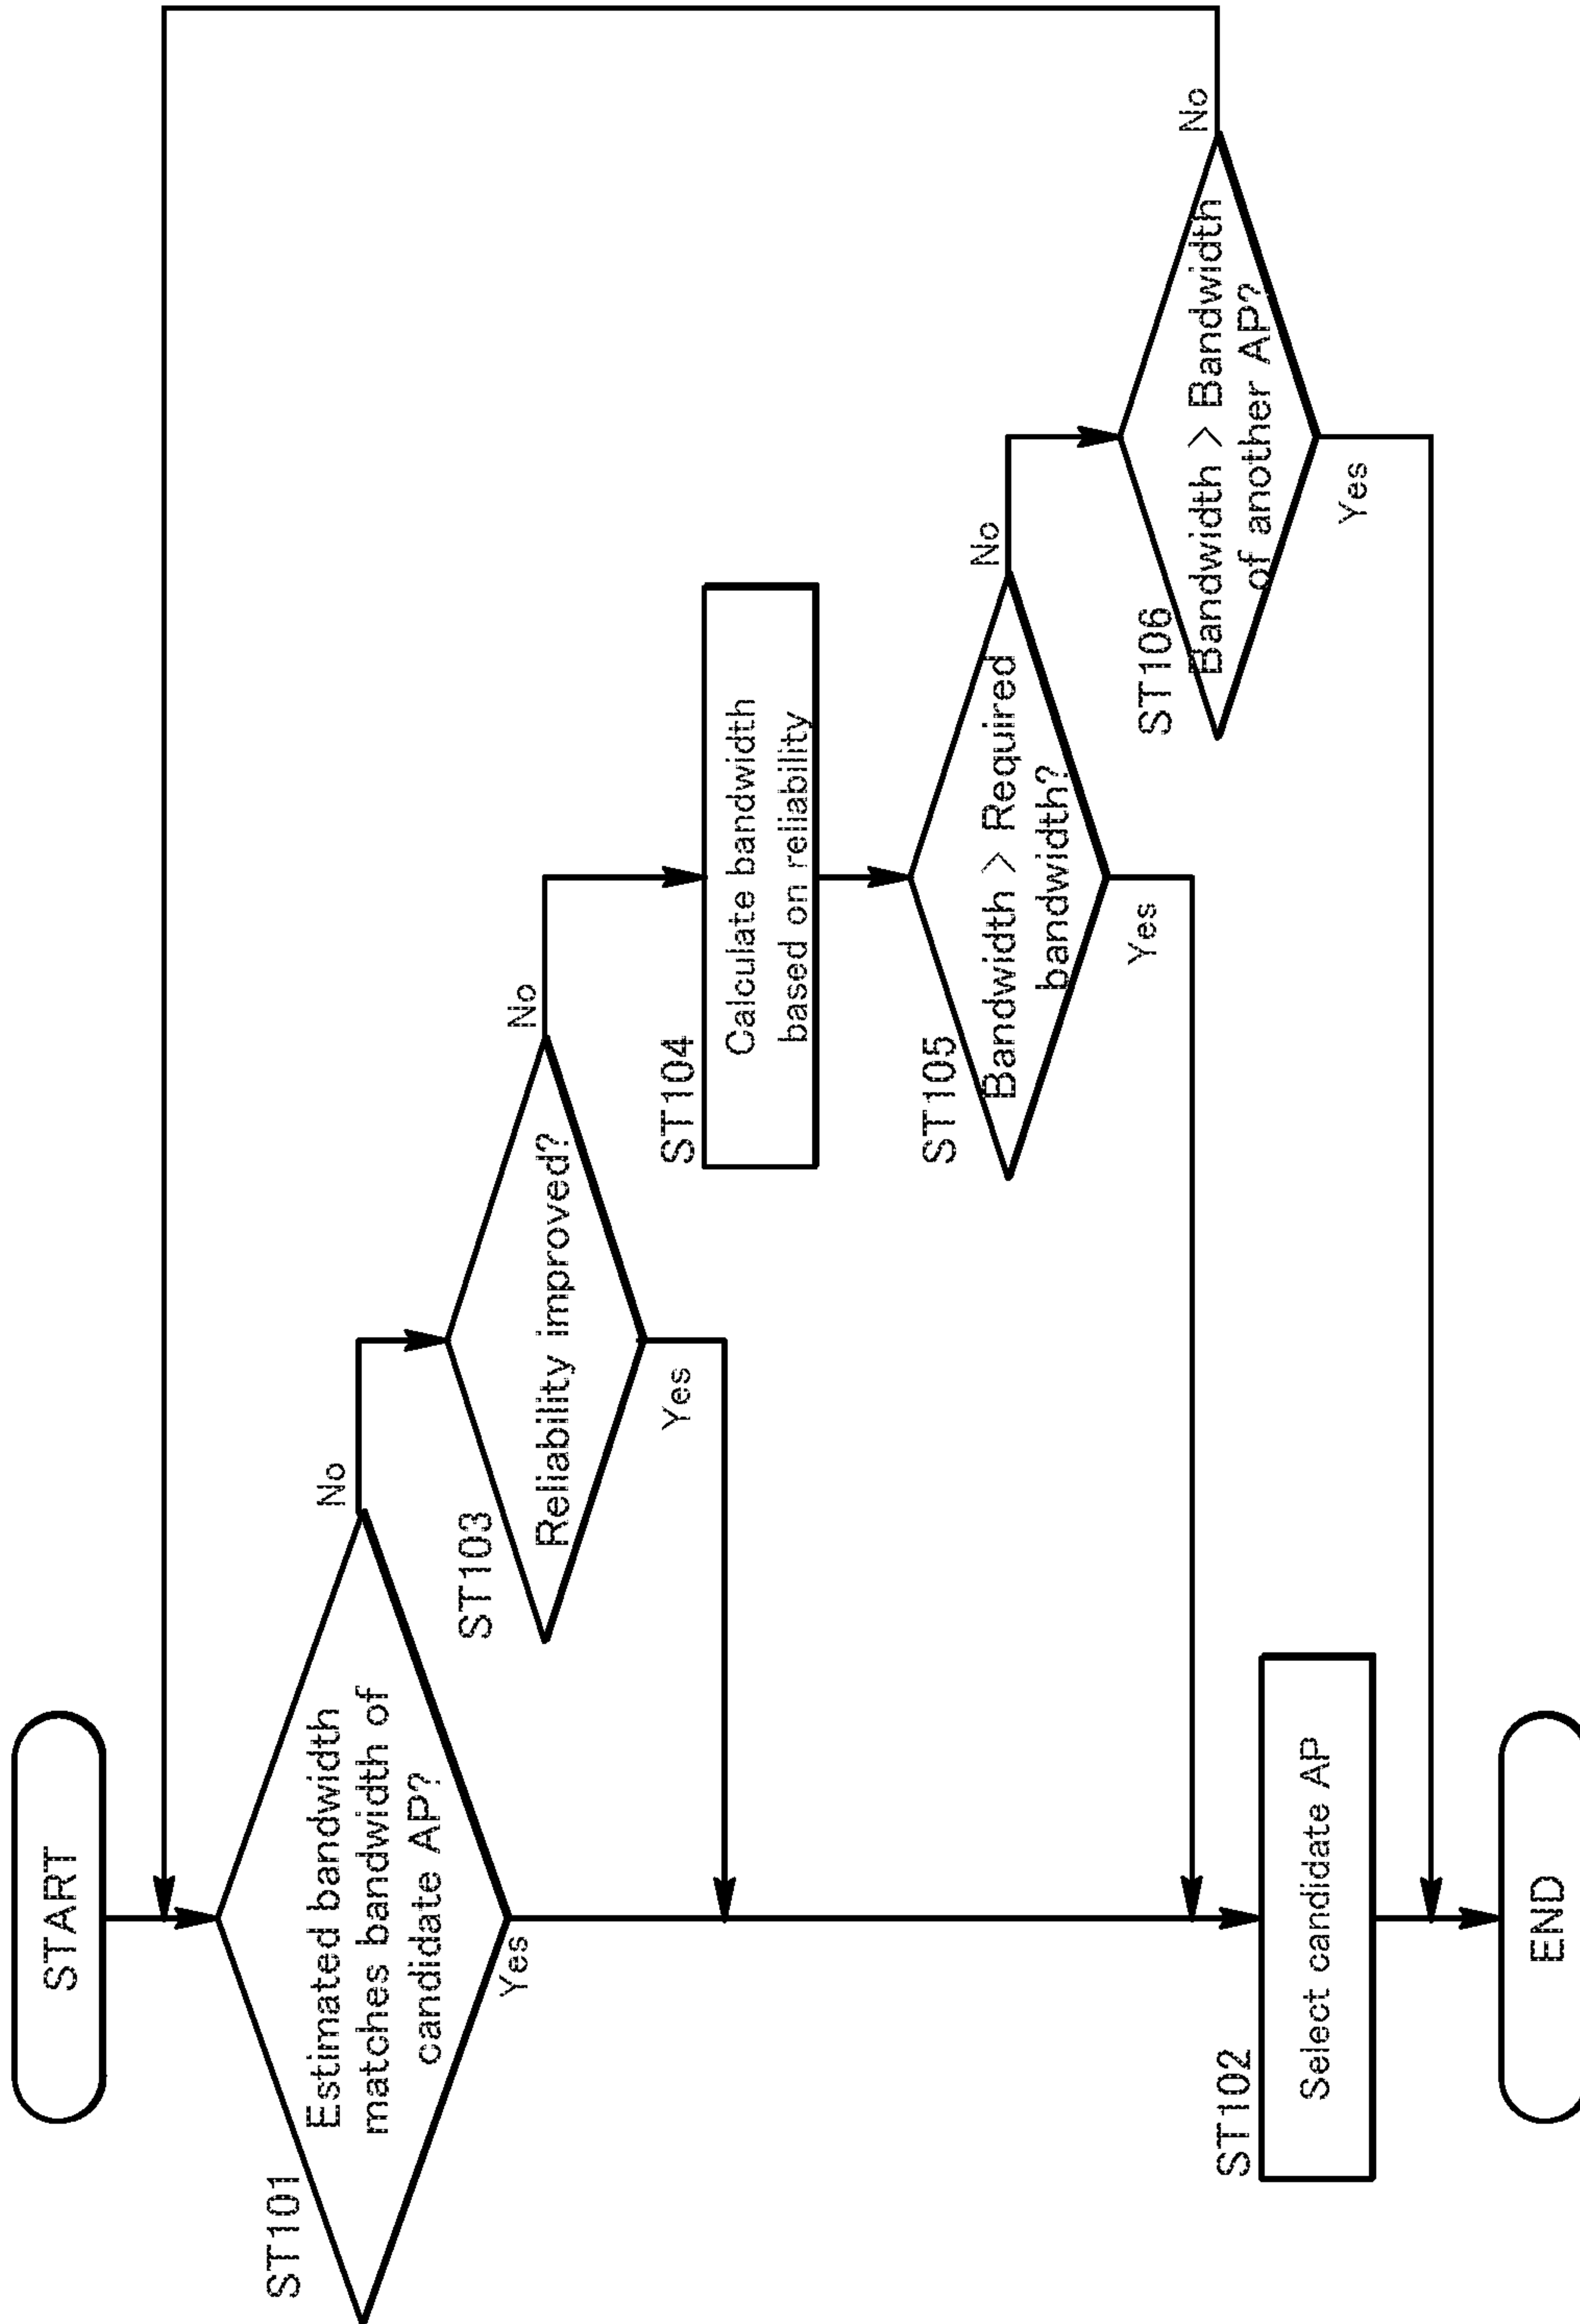 START
ST101
Estimated bandwidth
matches bandwidth of
candidate AP?
No
Yes
ST103
Reliability improved?
No
Yes
ST104
Calculate bandwidth
based on reliability
ST105
Bandwidth > Required
bandwidth?
No
Yes
ST106
Bandwidth > Bandwidth
of another AP?
No
Yes
ST102
Select candidate AP
END